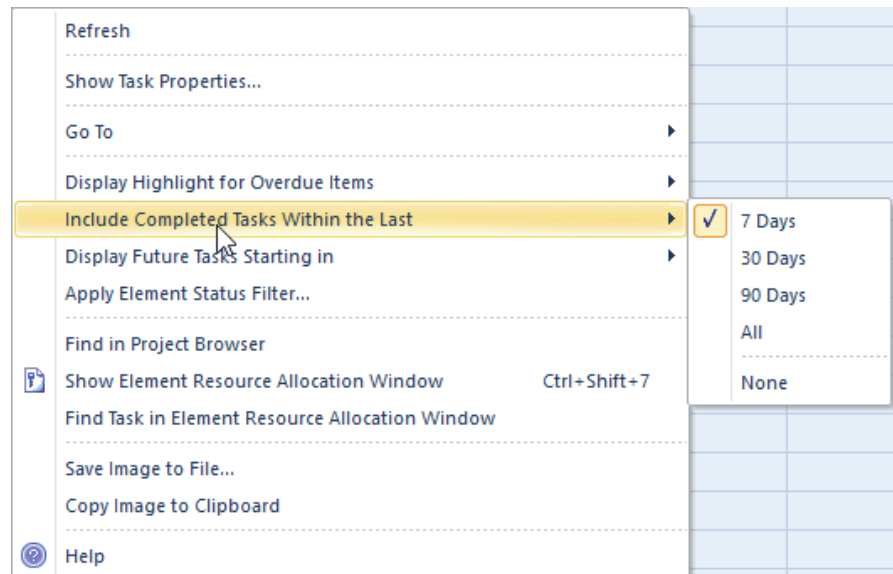 Refresh
Show Task Properties...
Go To
Display Highlight for Overdue Items
Include Completed Tasks Within the Last
Display Future Tasks Starting in
Apply Element Status Filter...
Find in Project Browser
Show Element Resource Allocation Window Ctrl+Shift+7
Find Task in Element Resource Allocation Window
Save Image to File...
Copy Image to Clipboard
Help
7 Days
30 Days
90 Days
All
None